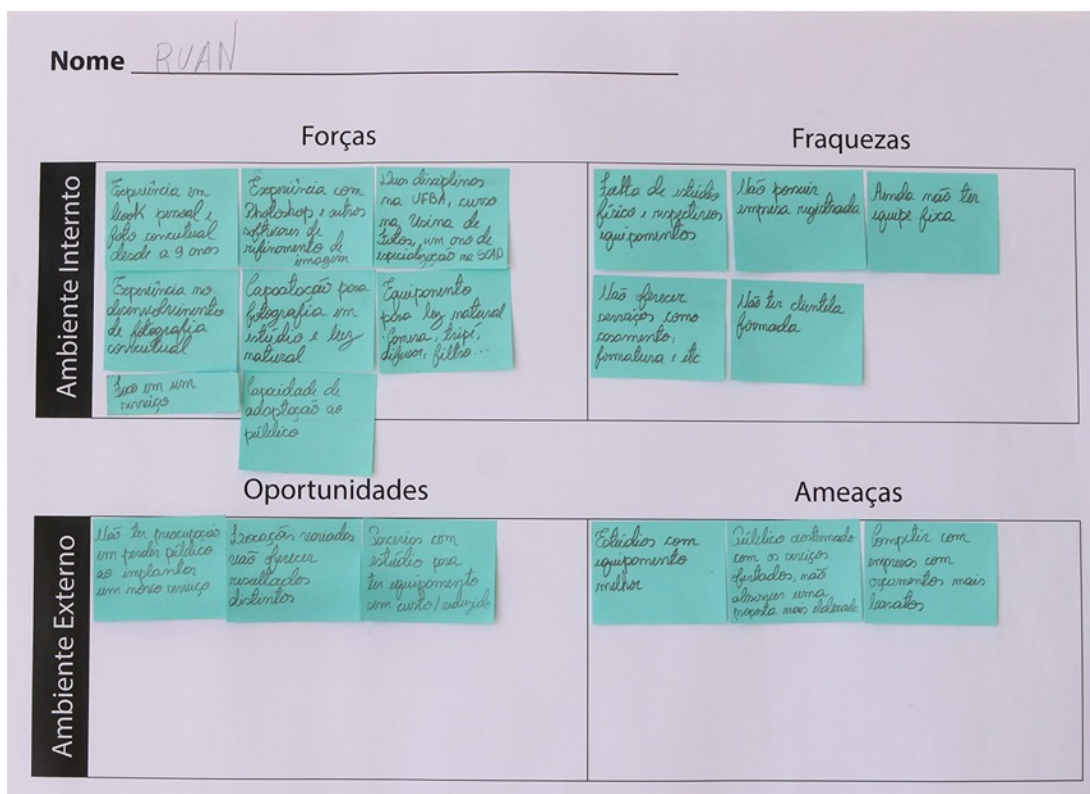 Nome RUAN
Forças
Fraquezas
Ambiente Internto
Experiência em
book pessoal e
foto conceitual
desde a 9 anos
Experiência com
Photoshop e outros
softwares de
refinamento de
imagem
Duas disciplinas
na UFBA, curso
na Usina de
Fotos, um ano de
especialização na SCAD
Experiência no
desenvolvimento
de fotografia
conceitual
Capacitação para
fotografia em
estúdio e luz
natural
Equipamento
para luz natural
Camera, tripé,
difusor, filtro...
Foco em um
serviço
Capacidade de
adaptação ao
público
Falta de estúdio
físico e respectivos
equipamentos
Não possuir
empresa registrada
Ainda não ter
equipe fixa
Não oferecer
serviços como
casamento,
formatura e etc
Não ter clientela
formada
Oportunidades
Ameaças
Ambiente Externo
Não ter preocupação
em perder público
ao implantar
um novo serviço
Locações variadas
vão oferecer
resultados
distintos
Parcerias com
estúdio para
ter equipamento
com custo/reduzido
Estúdios com
equipamento
melhor
Público acostumado
com os serviços
ofertados, não
alcançar uma
proposta mais elaborada
Competir com
empresas com
orçamentos mais
baratos